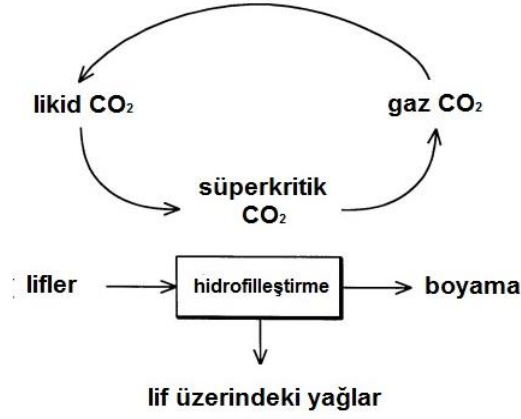 likid CO₂
gaz CO₂
süperkritik
CO₂
lifler
hidrofilleştirme
boyama
lif üzerindeki yağlar